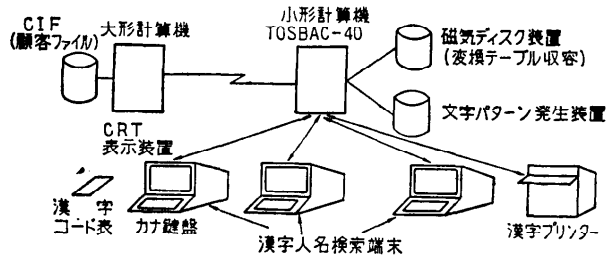 CIF
(顧客ファイル)
大形計算機
小形計算機
TOSBAC-40
磁気ディスク装置
(変換テーブル収容)
文字パターン発生装置
CRT
表示装置
漢字
コード表
カナ鍵盤
漢字人名検索端末
漢字プリンター